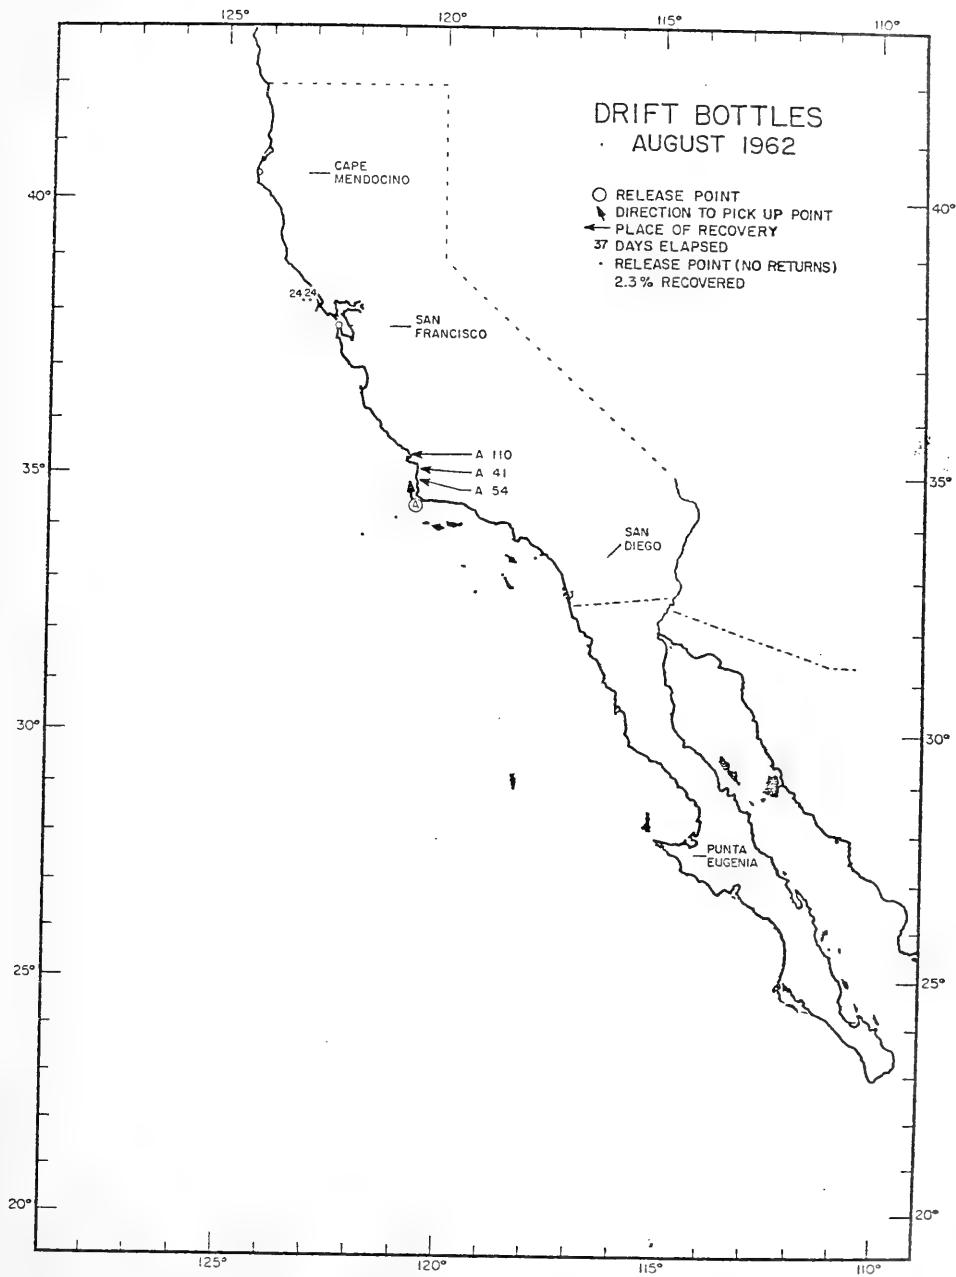 125°
120°
115°
110°
DRIFT BOTTLES
AUGUST 1962
CAPE
MENDOCINO
40°
40°
RELEASE POINT
DIRECTION TO PICK UP POINT
PLACE OF RECOVERY
37 DAYS ELAPSED
RELEASE POINT (NO RETURNS)
2.3% RECOVERED
24 24
SAN
FRANCISCO
A 110
A 41
A 54
35°
35°
A
SAN
DIEGO
30°
30°
PUNTA
EUGENIA
25°
25°
20°
20°
125°
120°
115°
110°